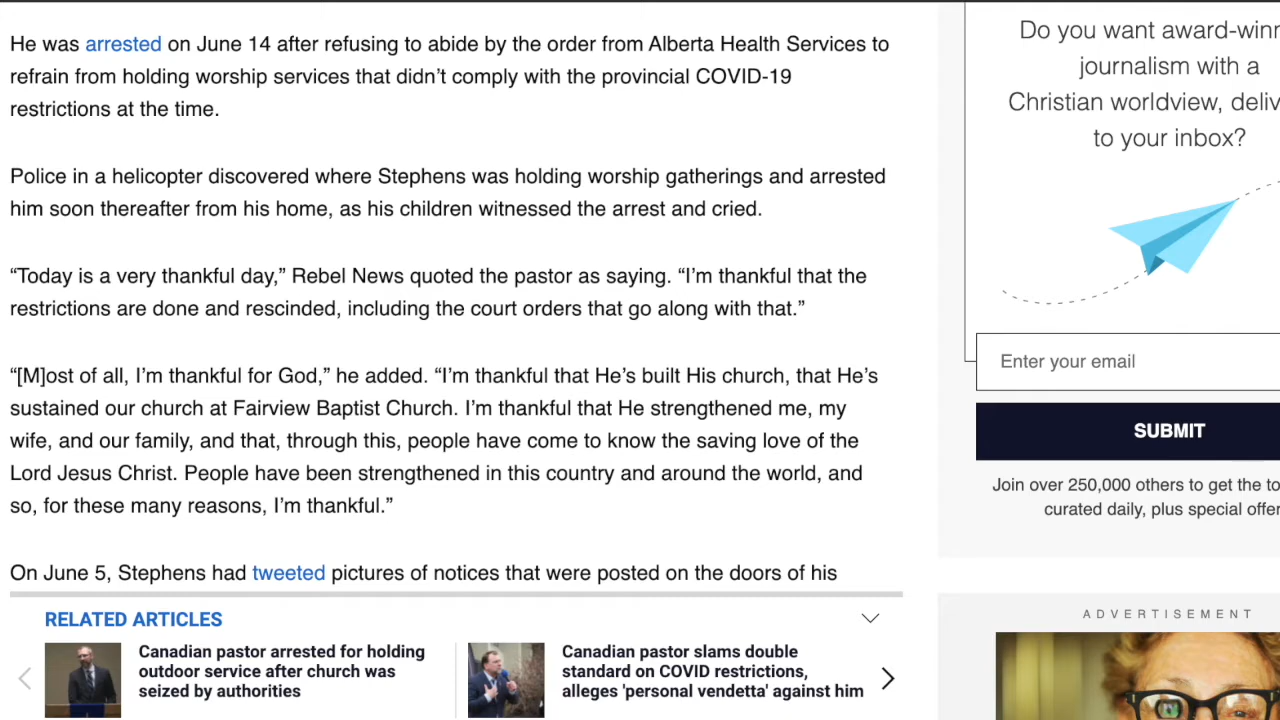 He was arrested on June 14 after refusing to abide by the order from Alberta Health Services to
refrain from holding worship services that didn’t comply with the provincial COVID-19
restrictions at the time.
Police in a helicopter discovered where Stephens was holding worship gatherings and arrested
him soon thereafter from his home, as his children witnessed the arrest and cried.
“Today is a very thankful day,” Rebel News quoted the pastor as saying. “I’m thankful that the
restrictions are done and rescinded, including the court orders that go along with that.”
“[M]ost of all, I’m thankful for God,” he added. “I’m thankful that He’s built His church, that He’s
sustained our church at Fairview Baptist Church. I’m thankful that He strengthened me, my
wife, and our family, and that, through this, people have come to know the saving love of the
Lord Jesus Christ. People have been strengthened in this country and around the world, and
so, for these many reasons, I’m thankful.”
On June 5, Stephens had tweeted pictures of notices that were posted on the doors of his
RELATED ARTICLES
Canadian pastor arrested for holding
outdoor service after church was
seized by authorities
Canadian pastor slams double
standard on COVID restrictions,
alleges 'personal vendetta' against him
Do you want
journalism with a
Christian worldview,
to your inbox?
Enter your email
SUBMIT
Join over 250,000 others to get the
curated daily, plus special
ADVERTISEMENT